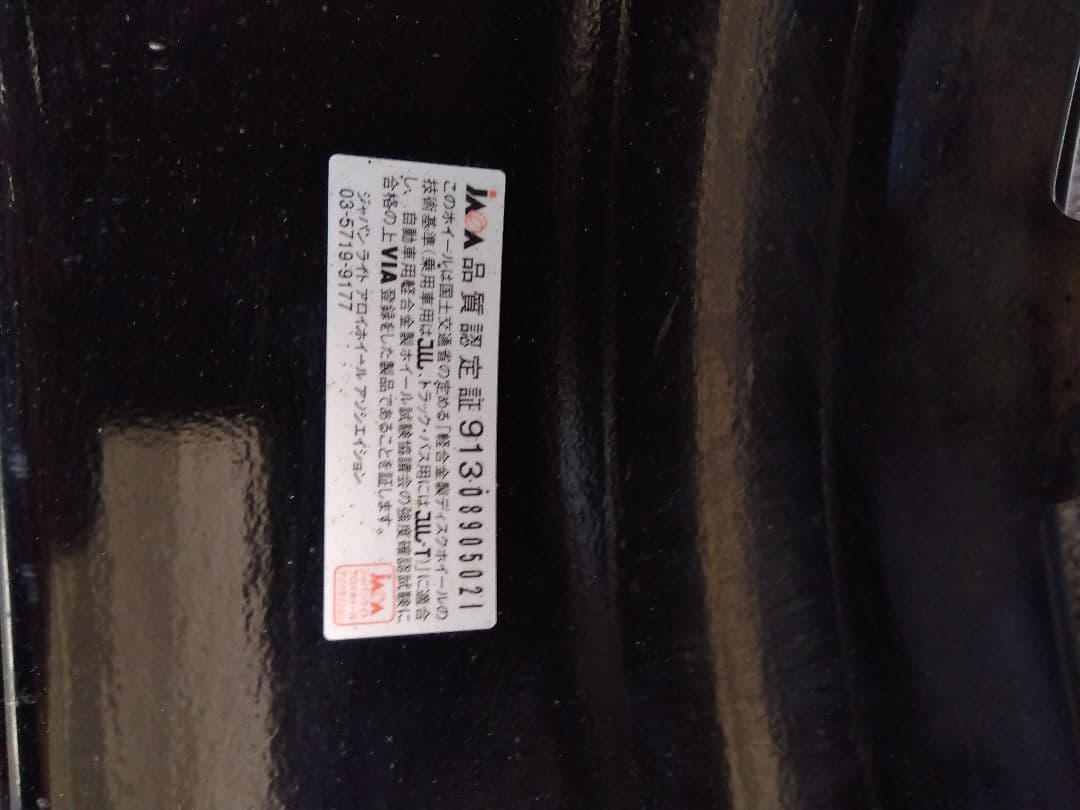 JAWA 品質認定証 913-08905021
このホイールは国土交通省の定める「軽合金製ディスクホイールの
技術基準(乗用車用はJWL、トラック・バス用にはJWL-T)」に適合
し、自動車用軽合金製ホイール試験協議会の強度確認試験に
合格の上VIA登録をした製品であることを証します。
ジャパン ライト アロイホイール アソシエイション
03-5719-9177
JAWA